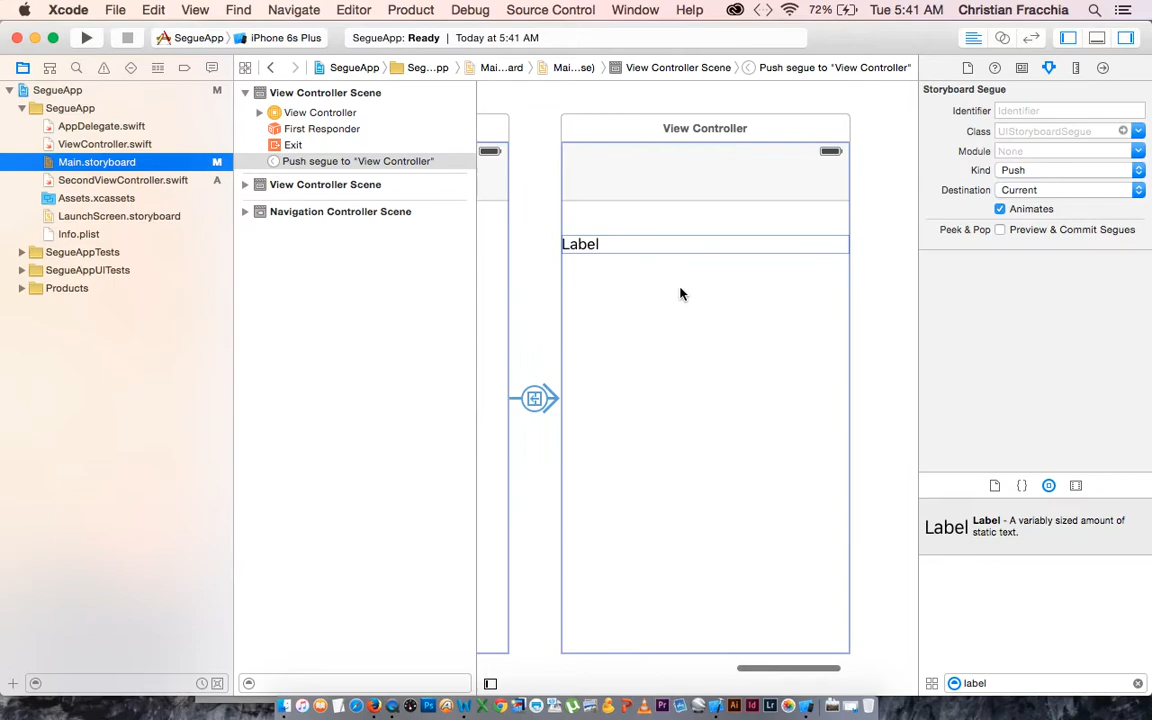 Xcode File Edit View Find Navigate Editor Product Debug Source Control Window Help 72% Tue 5:41 AM Christian Fracchia
SegueApp iPhone 6s Plus SegueApp: Ready Today at 5:41 AM
SegueApp Seg...pp Mai...ard Mai...se) View Controller Push segue to "View Controller"
SegueApp M
SegueApp
AppDelegate.swift
ViewController.swift
Main.storyboard M
SecondViewController.swift A
Assets.xcassets
LaunchScreen.storyboard
Info.plist
SegueAppTests
SegueAppUITests
Products
View Controller Scene
View Controller
First Responder
Exit
Push segue to "View Controller"
View Controller Scene
Navigation Controller Scene
View Controller
Label
Storyboard Segue
Identifier Identifier
Class UIStoryboardSegue
Module None
Kind Push
Destination Current
Animates
Peek & Pop Preview & Commit Segues
Label Label - A variably sized amount of
static text.
label